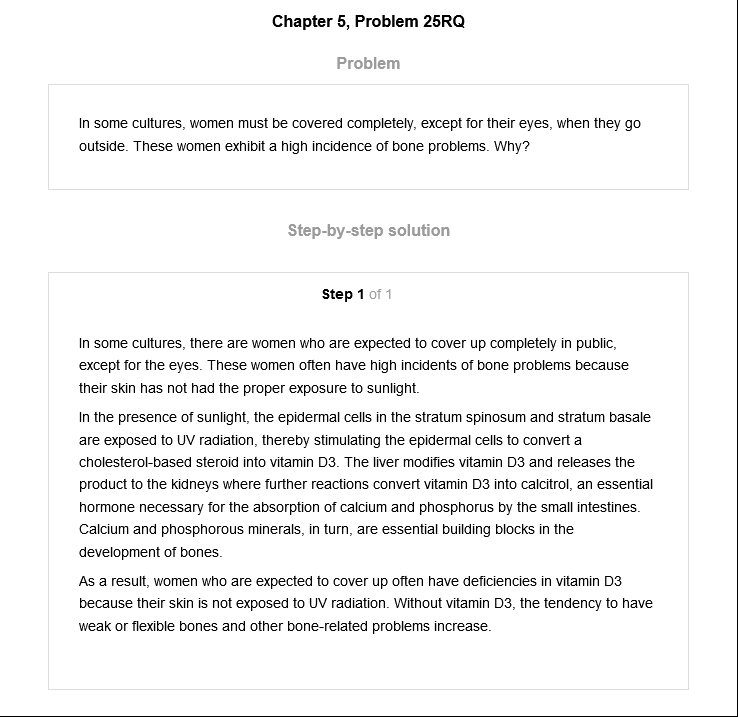 Chapter 5, Problem 25RQ
Problem
In some cultures, women must be covered completely, except for their eyes, when they go
outside. These women exhibit a high incidence of bone problems. Why?
Step-by-step solution
Step 1 of 1
In some cultures, there are women who are expected to cover up completely in public,
except for the eyes. These women often have high incidents of bone problems because
their skin has not had the proper exposure to sunlight.
In the presence of sunlight, the epidermal cells in the stratum spinosum and stratum basale
are exposed to UV radiation, thereby stimulating the epidermal cells to convert a
cholesterol-based steroid into vitamin D3. The liver modifies vitamin D3 and releases the
product to the kidneys where further reactions convert vitamin D3 into calcitrol, an essential
hormone necessary for the absorption of calcium and phosphorus by the small intestines.
Calcium and phosphorous minerals, in turn, are essential building blocks in the
development of bones.
As a result, women who are expected to cover up often have deficiencies in vitamin D3
because their skin is not exposed to UV radiation. Without vitamin D3, the tendency to have
weak or flexible bones and other bone-related problems increase.